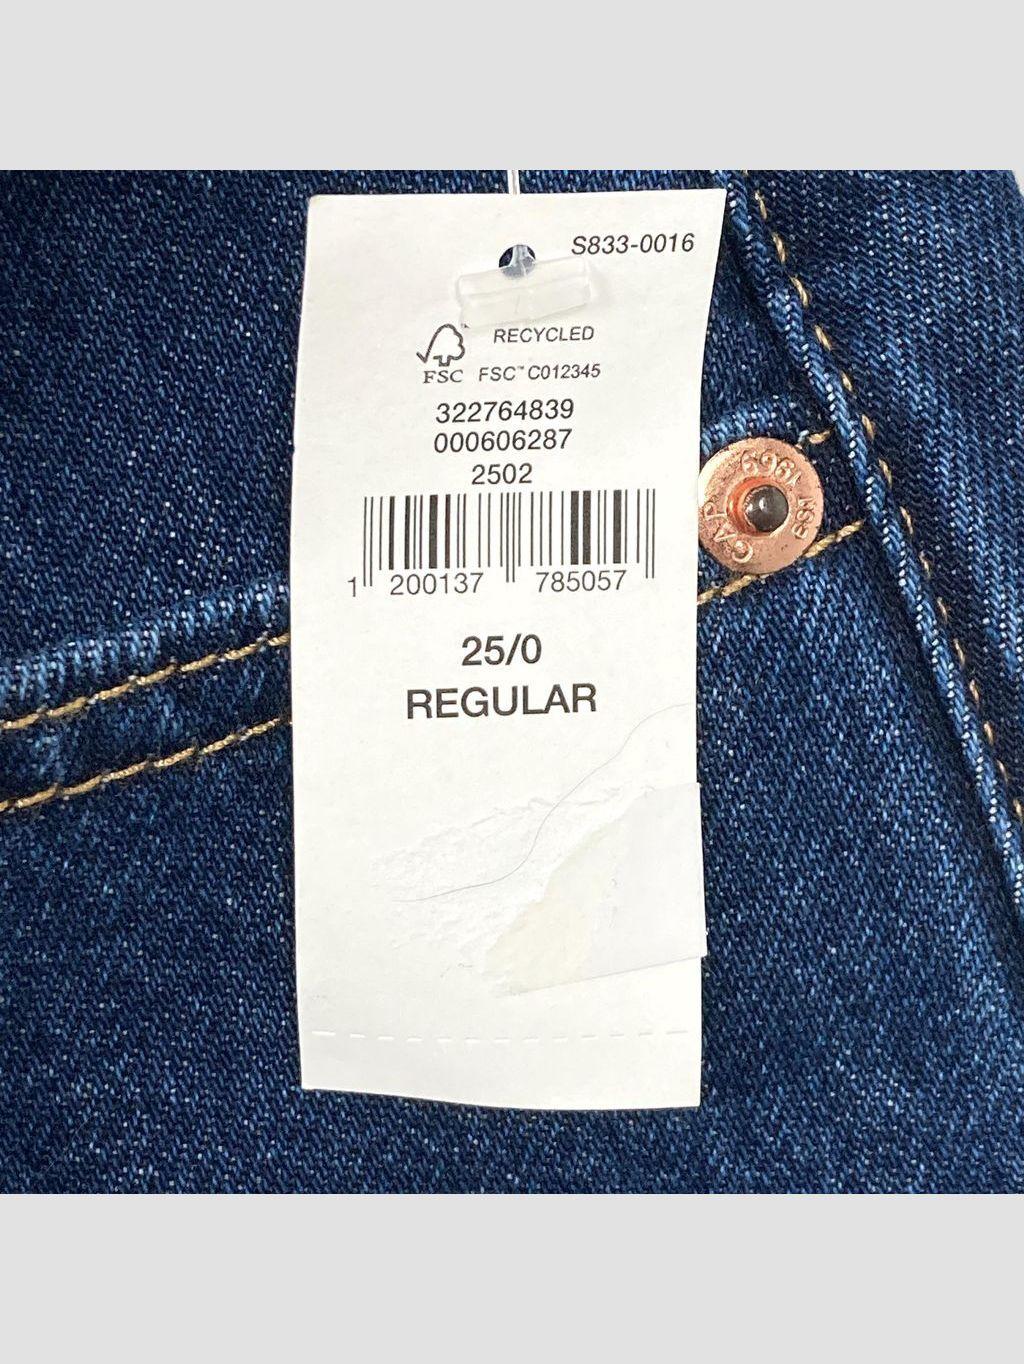 S833-0016
RECYCLED
FSC
FSC™ C012345
322764839
000606287
2502
1 200137 785057
25/0
REGULAR
GAP 1969